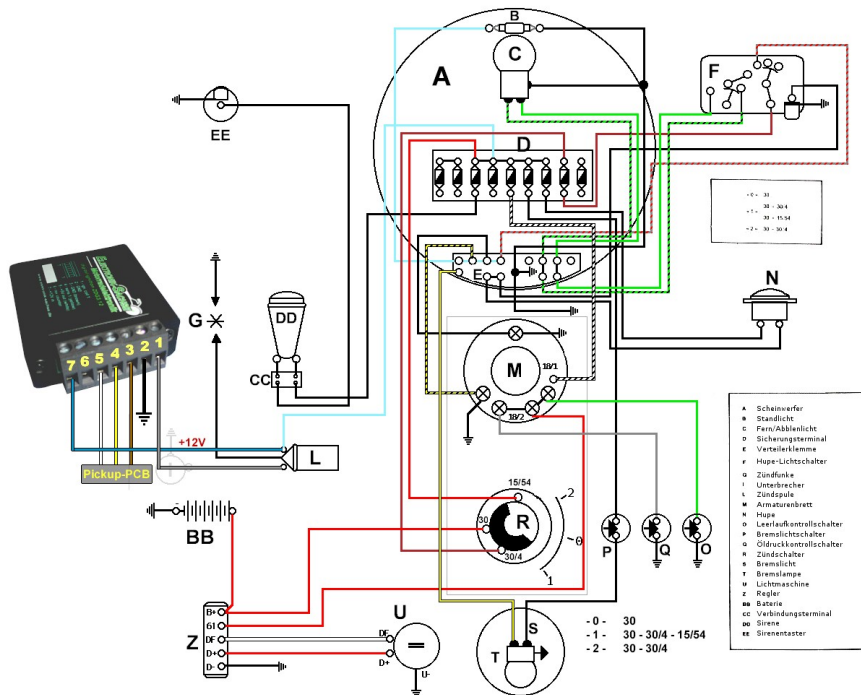 B
C
A
F
EE
D
- 0 - 30
30 - 30/4
- 1 -
30 - 15/54
- 2 - 30 - 30/4
E
N
G
DD
CC
7 6 5 4 3 2 1
+12V
Pickup-PCB
I
L
M
18/1
18/2
A Scheinwerfer
B Standlicht
C Fern/Abblenlicht
D Sicherungsterminal
E Verteilerklemme
F Hupe-Lichtschalter
G Zündfunke
I Unterbrecher
L Zündspule
M Armaturenbrett
N Hupe
O Leerlaufkontrollschalter
P Bremslichtschalter
Q Öldruckkontrollschalter
R Zündschalter
S Bremslicht
T Bremslampe
U Lichtmaschine
Z Regler
BB Baterie
CC Verbindungsterminal
DD Sirene
EE Sirenentaster
15/54
30
R
30/4
2
0
1
P
Q
O
-
+
BB
Z
B+
61
DF
D+
D-
U
DF
D+
U-
S
T
- 0 - 30
- 1 - 30 - 30/4 - 15/54
- 2 - 30 - 30/4